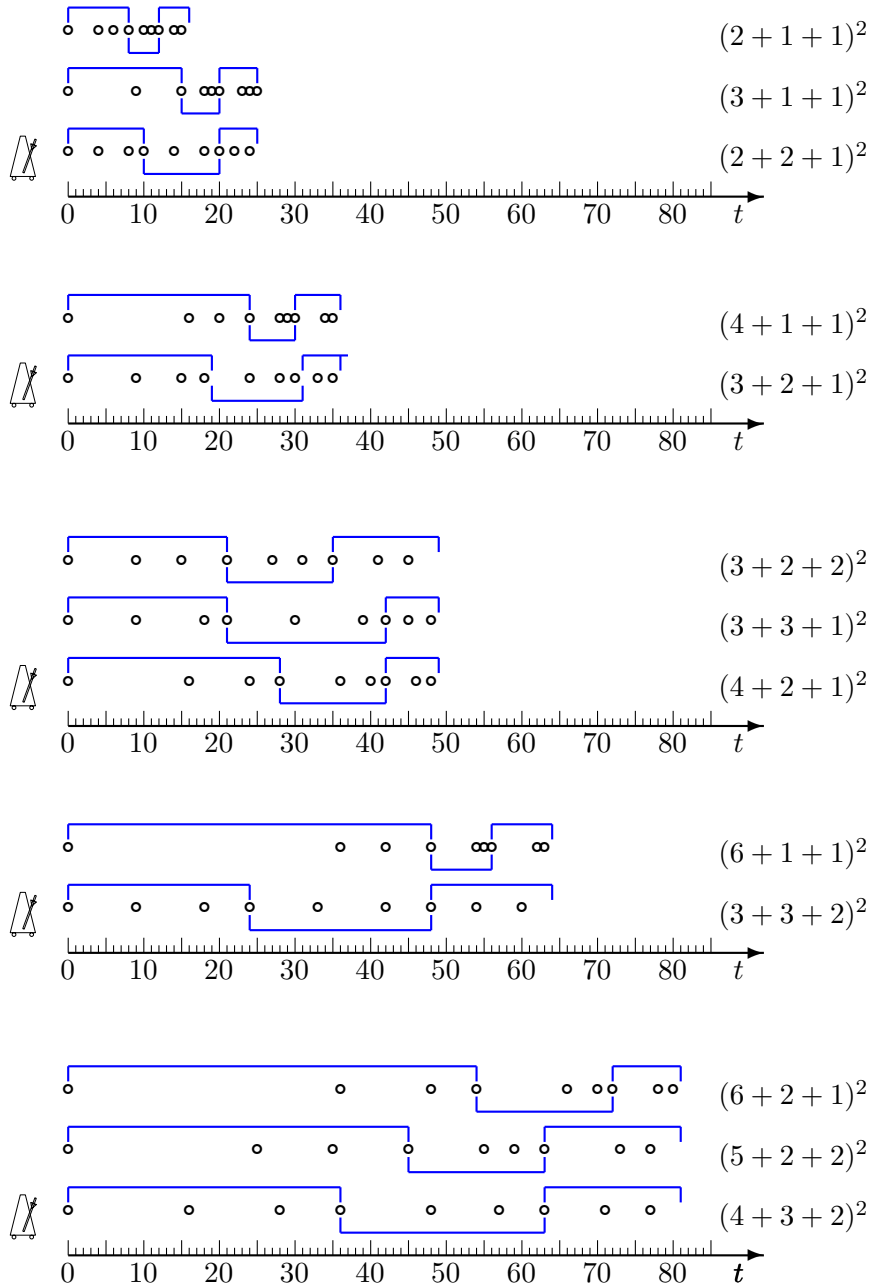 (2 + 1 + 1)²
(3 + 1 + 1)²
(2 + 2 + 1)²
0 10 20 30 40 50 60 70 80 t
(4 + 1 + 1)²
(3 + 2 + 1)²
0 10 20 30 40 50 60 70 80 t
(3 + 2 + 2)²
(3 + 3 + 1)²
(4 + 2 + 1)²
0 10 20 30 40 50 60 70 80 t
(6 + 1 + 1)²
(3 + 3 + 2)²
0 10 20 30 40 50 60 70 80 t
(6 + 2 + 1)²
(5 + 2 + 2)²
(4 + 3 + 2)²
0 10 20 30 40 50 60 70 80 t